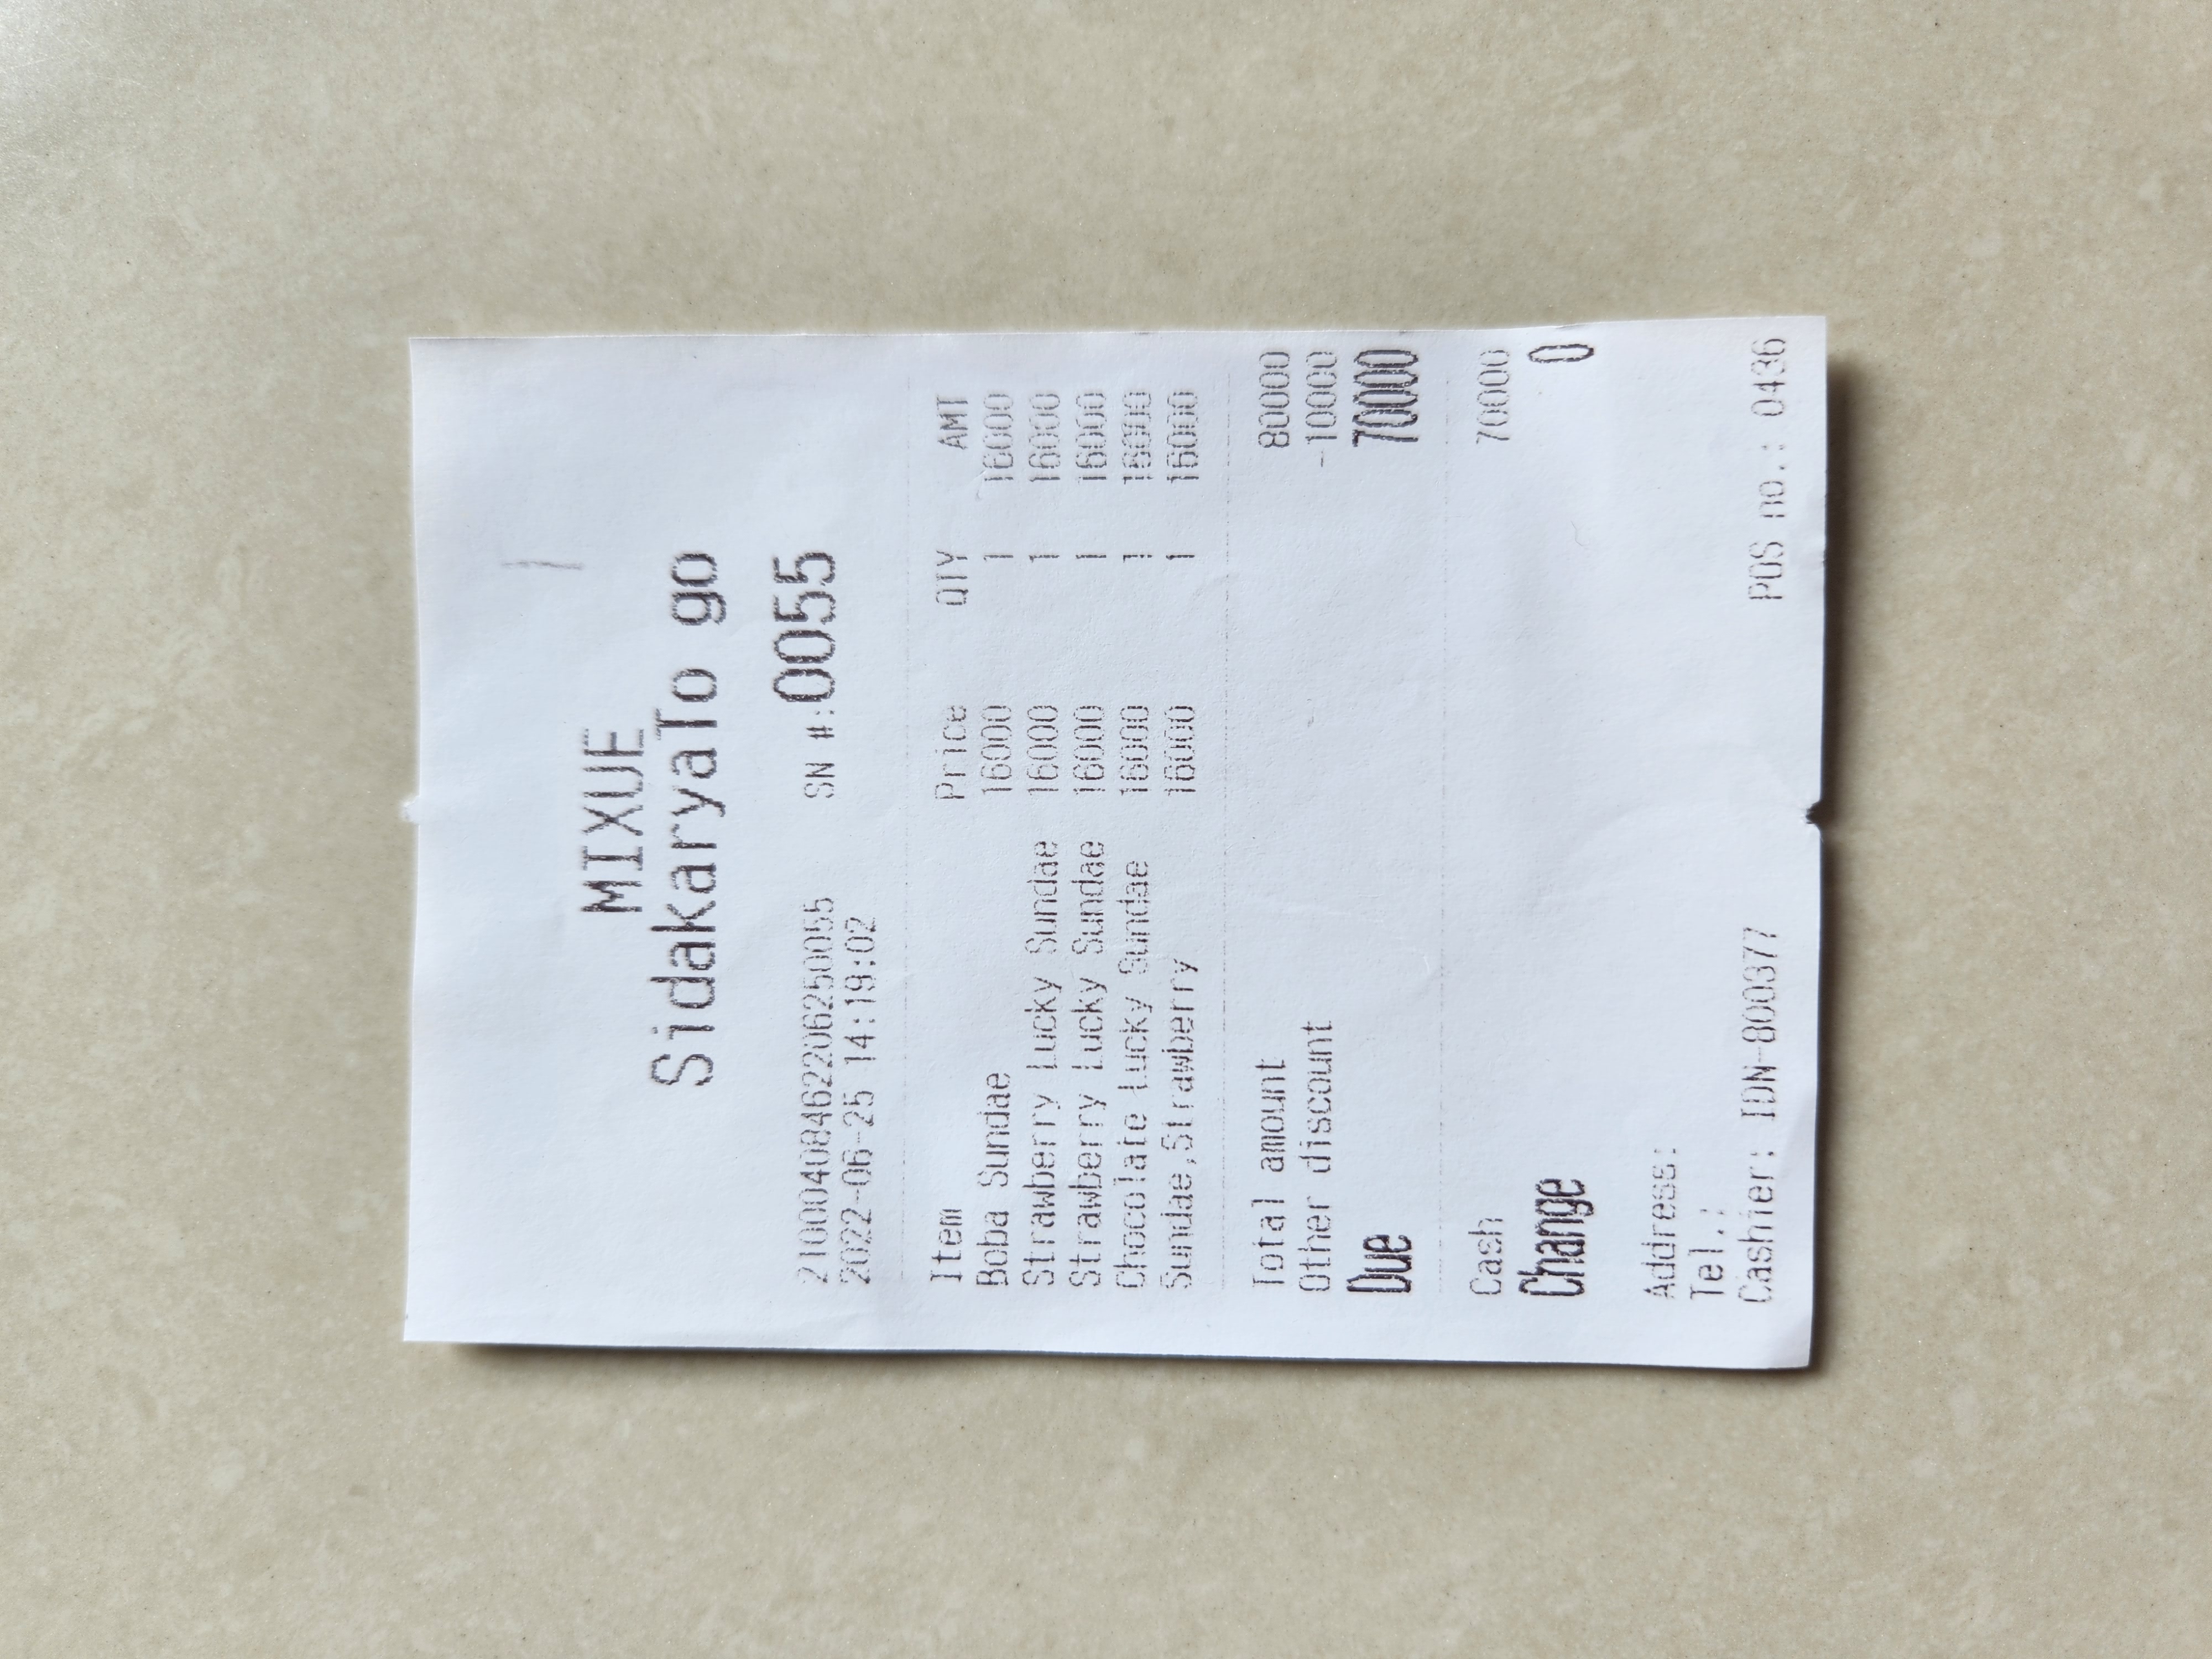 MIXUE
SidakaryaTo go
21000408462206250055 SN #:0055
2022-06-25 14:19:02
Item Price QTY AMT
Boba Sundae 16000 1 16000
Strawberry Lucky Sundae 16000 1 16000
Strawberry Lucky Sundae 16000 1 16000
Chocolate Lucky Sundae 16000 1 16000
Sundae,Strawberry 16000 1 16000
Total amount 80000
Other discount -10000
Due 70000
Cash 70000
Change 0
Address:
Tel.:
Cashier: IDN-800377 POS no.: 0436